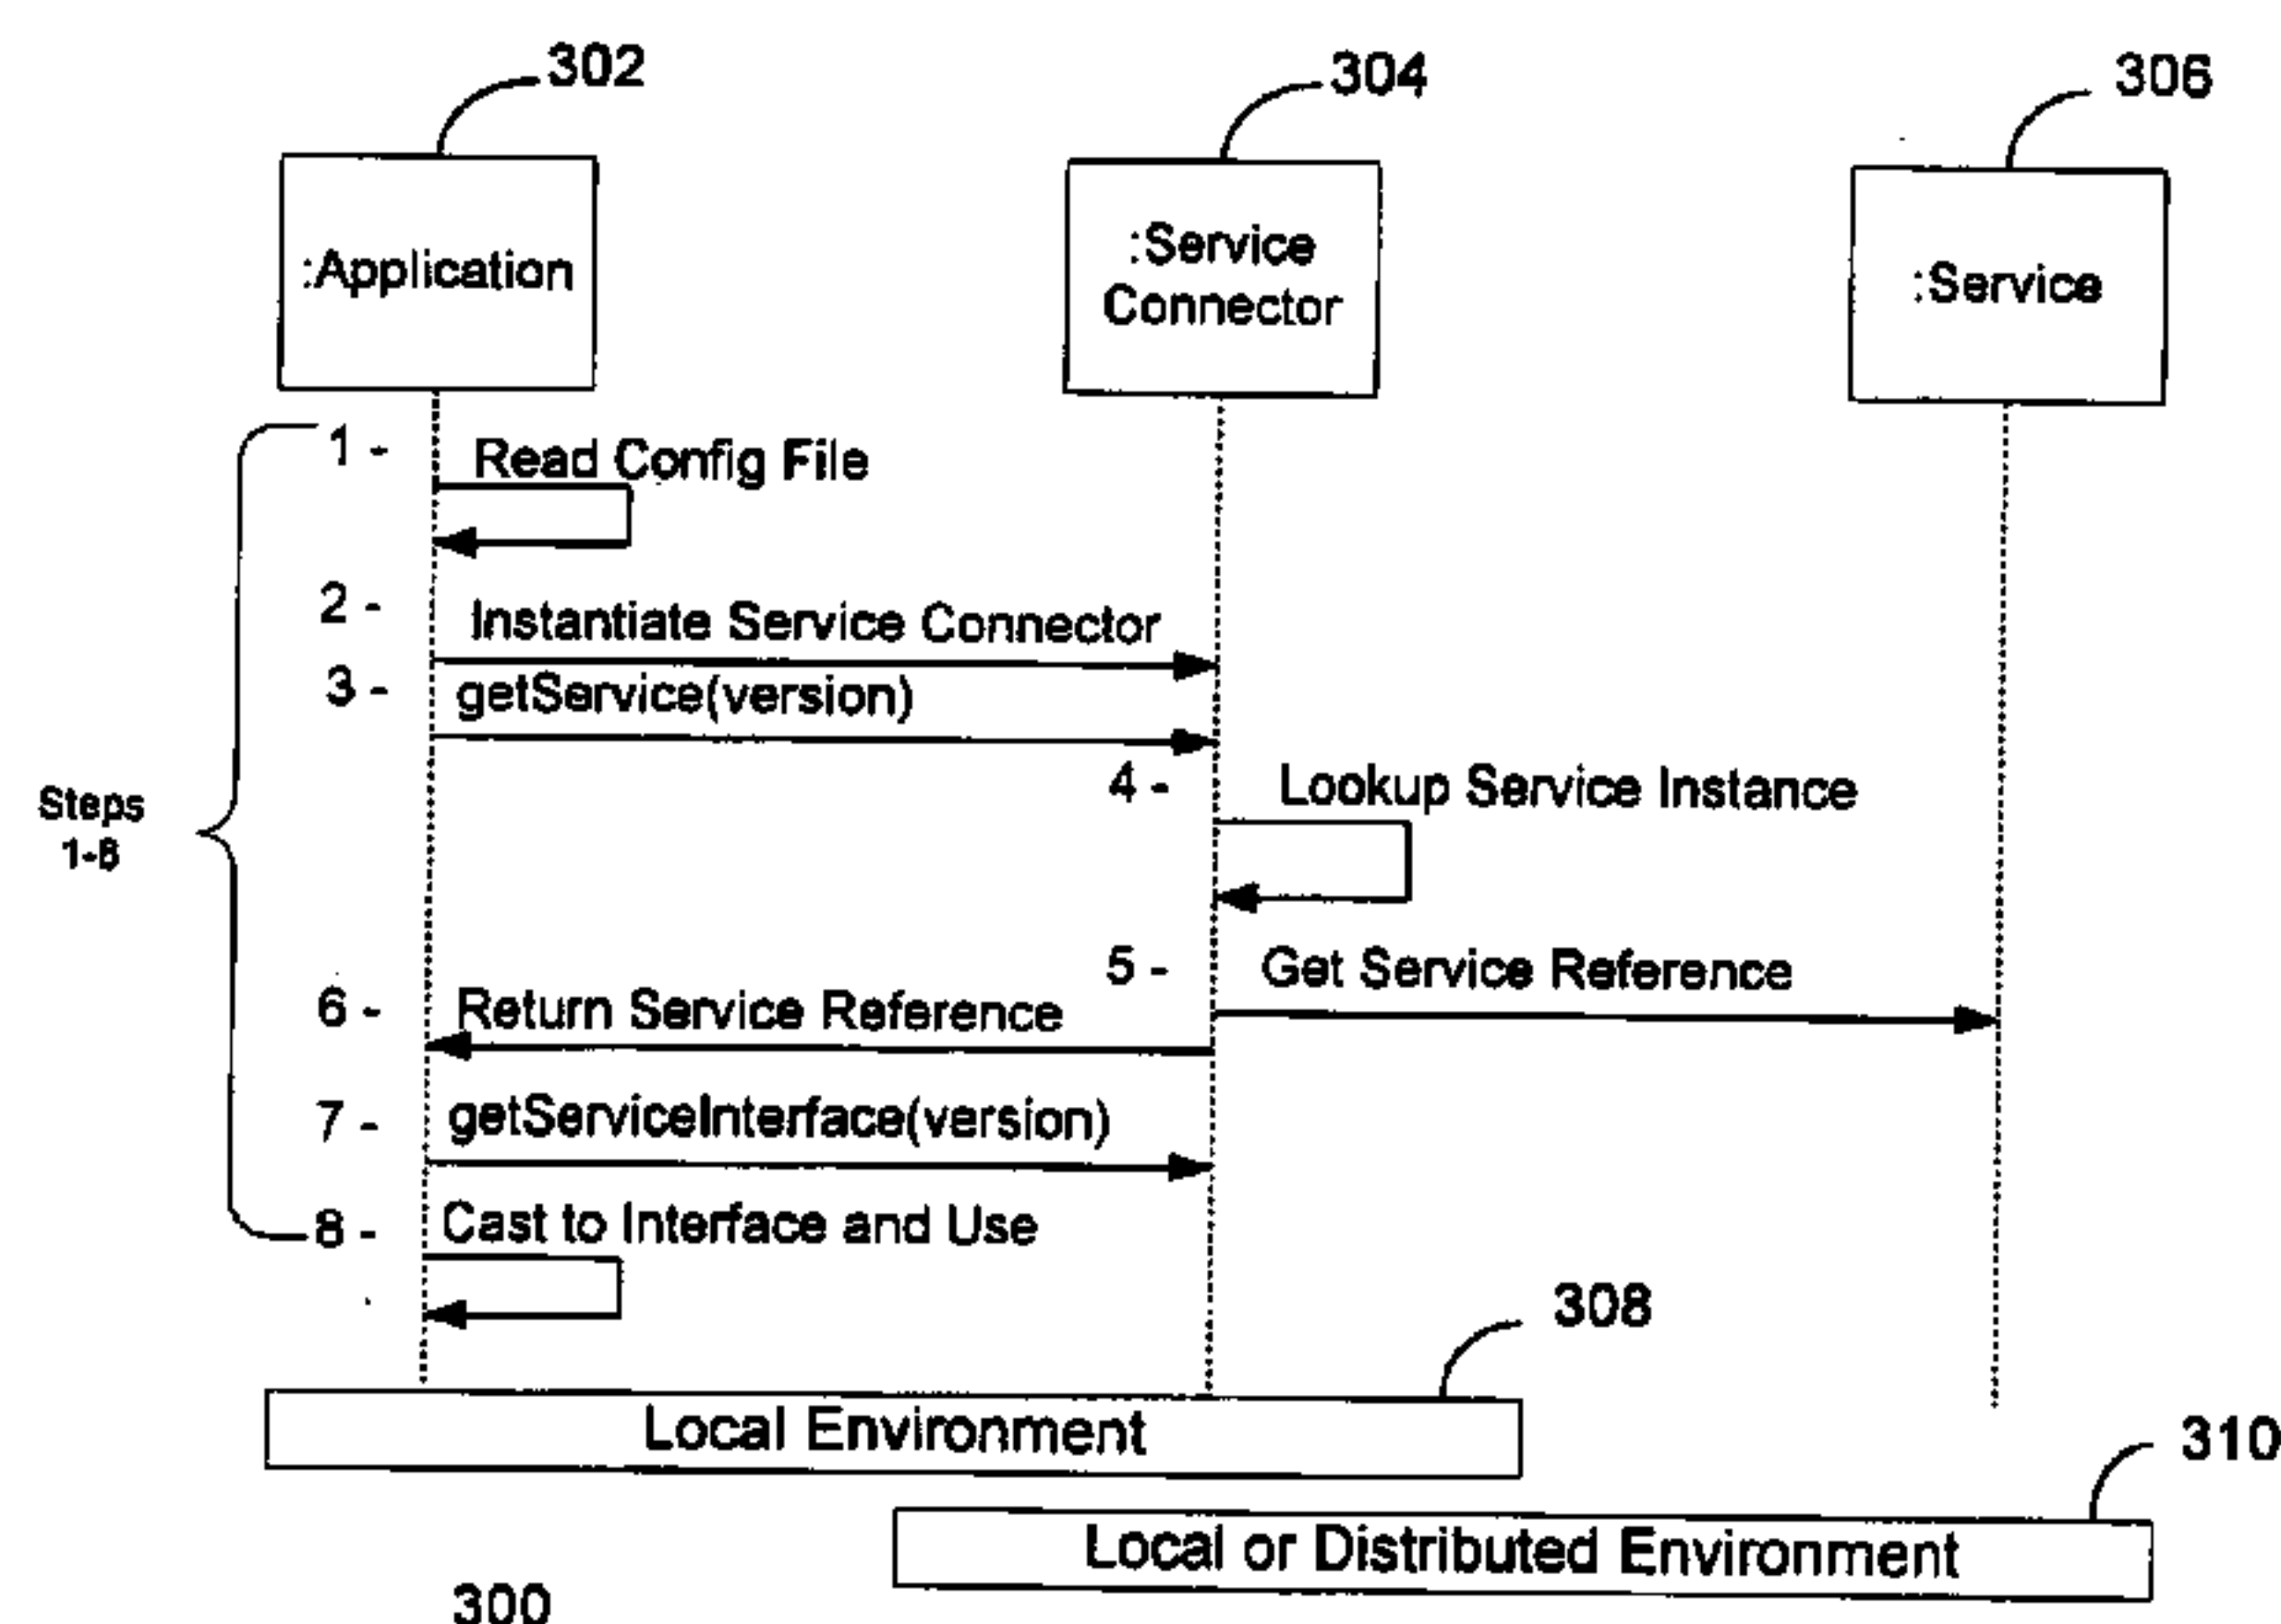 302
304
306
:Application
:Service
Connector
:Service
1 -
Read Config File
2 -
Instantiate Service Connector
3 -
getService(version)
4 -
Lookup Service Instance
Steps
1-8
5 -
Get Service Reference
6 -
Return Service Reference
7 -
getServiceInterface(version)
8 -
Cast to Interface and Use
308
Local Environment
310
Local or Distributed Environment
300